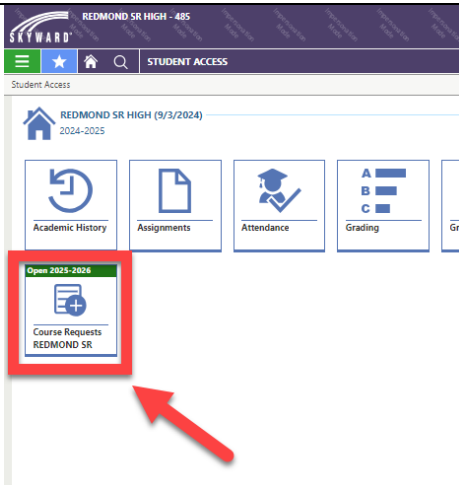 REDMOND SR HIGH - 485
SKYWARD
STUDENT ACCESS
Student Access
REDMOND SR HIGH (9/3/2024)
2024-2025
A
B
C
Academic History
Assignments
Attendance
Grading
Gr
Open 2025-2026
Course Requests
REDMOND SR